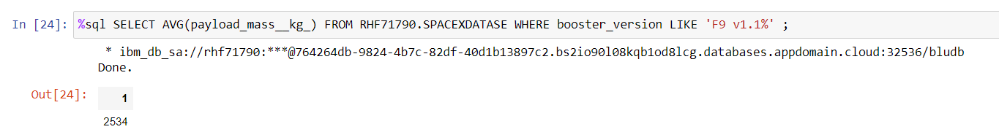 In [24]: %sql SELECT AVG(payload_mass__kg_) FROM RHF71790.SPACEXDATASE WHERE booster_version LIKE 'F9 v1.1%' ;
* ibm_db_sa://rhf71790:***@764264db-9824-4b7c-82df-40d1b13897c2.bs2io90l08kqb1od8lcg.databases.appdomain.cloud:32536/bludb
Done.
Out[24]: 1
2534